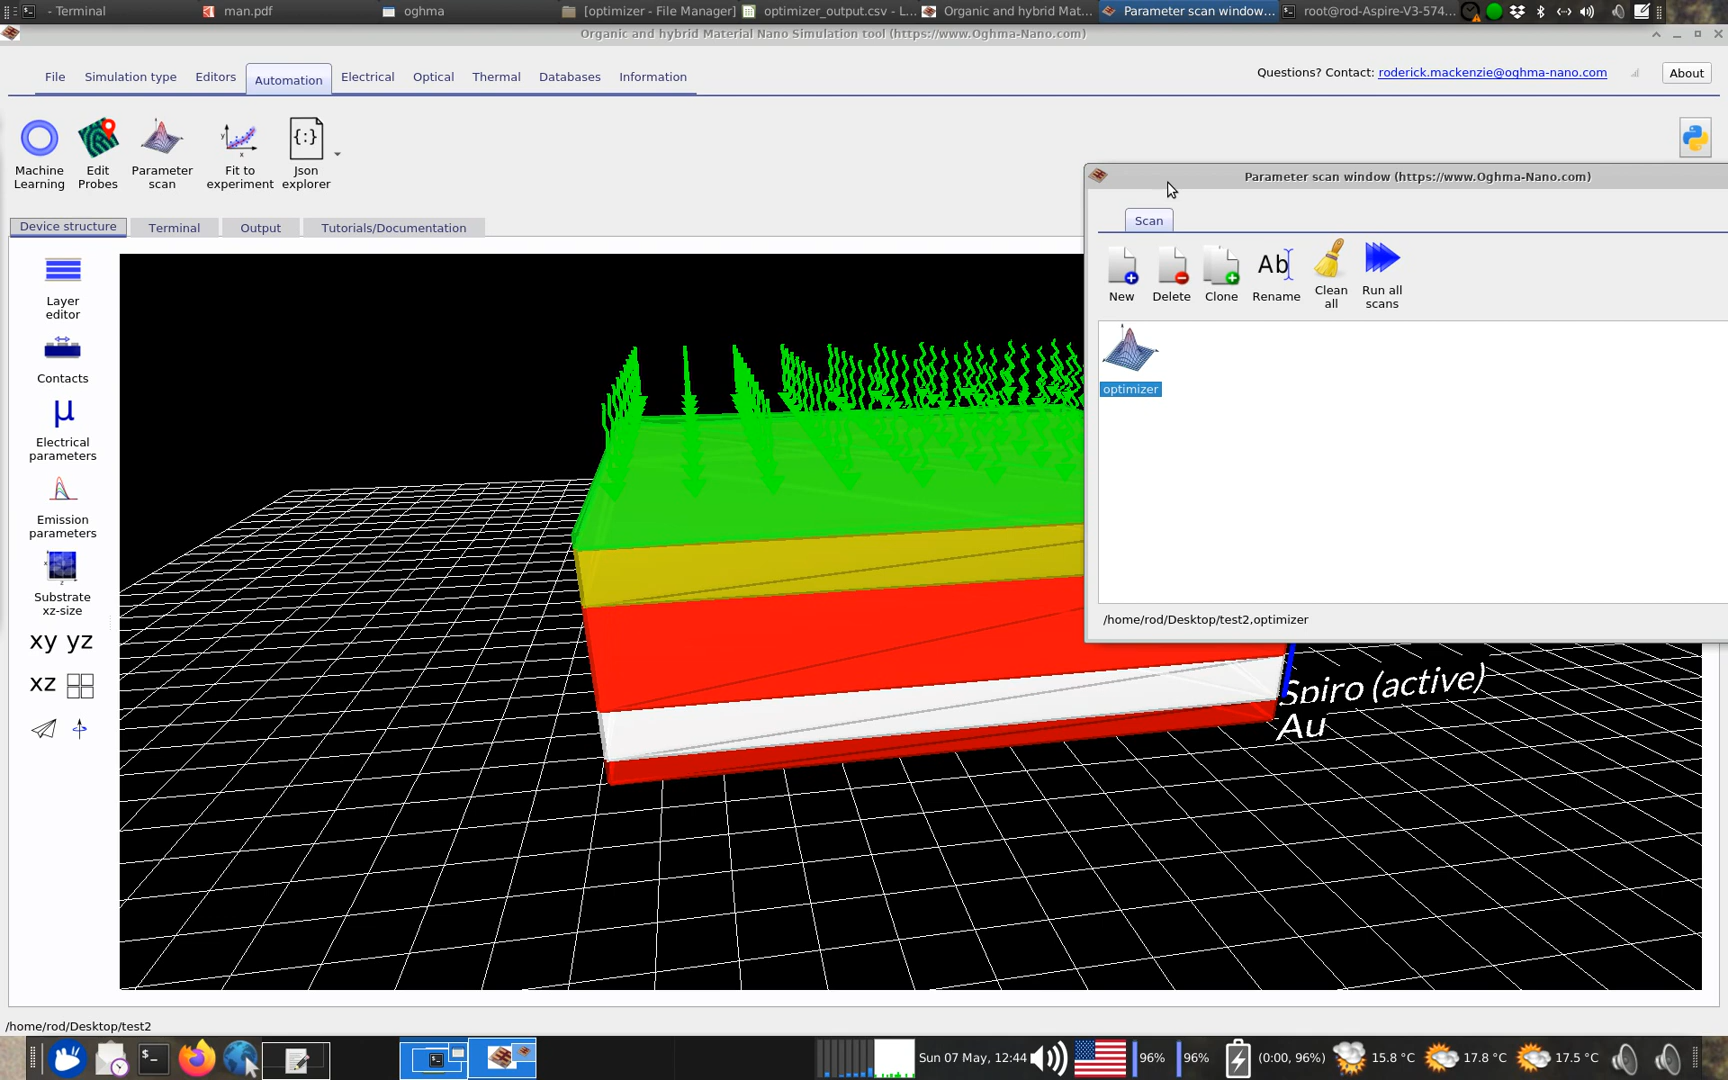 - Terminal
man.pdf
oghma
[optimizer - File Manager]
optimizer_output.csv - L...
Organic and hybrid Mat...
Parameter scan window...
root@rod-Aspire-V3-574...
Organic and hybrid Material Nano Simulation tool (https://www.Oghma-Nano.com)
File
Simulation type
Editors
Automation
Electrical
Optical
Thermal
Databases
Information
Questions? Contact: roderick.mackenzie@oghma-nano.com
About
Machine
Learning
Edit
Probes
Parameter
scan
Fit to
experiment
{:}
Json
explorer
Device structure
Terminal
Output
Tutorials/Documentation
Layer
editor
Contacts
μ
Electrical
parameters
Emission
parameters
Substrate
xz-size
xy yz
xz
Parameter scan window (https://www.Oghma-Nano.com)
Scan
New
Delete
Clone
Ab
Rename
Clean
all
Run all
scans
optimizer
/home/rod/Desktop/test2,optimizer
Spiro (active)
Au
/home/rod/Desktop/test2
Sun 07 May, 12:44
96%
96%
(0:00, 96%)
15.8 °C
17.8 °C
17.5 °C